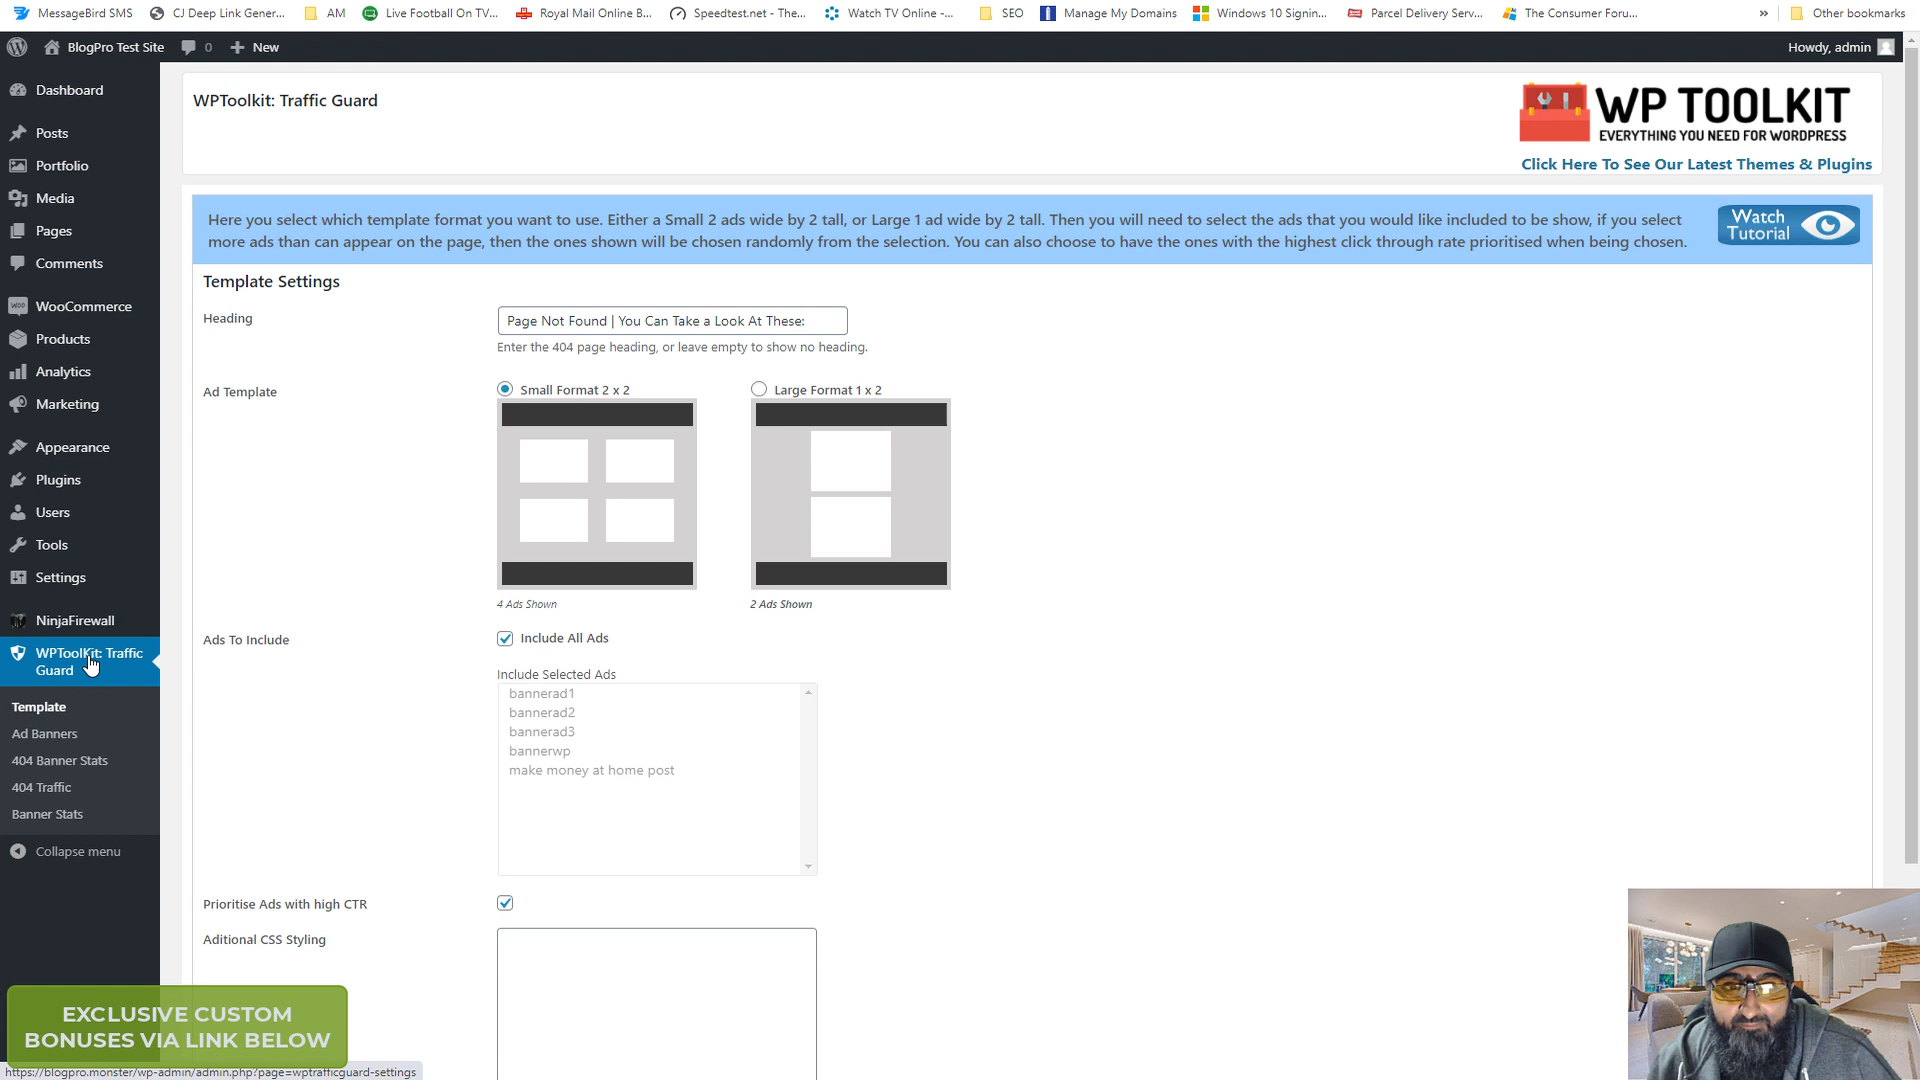 MessageBird SMS
CJ Deep Link Gener...
AM
Live Football On TV...
Royal Mail Online B...
Speedtest.net - The...
Watch TV Online -...
SEO
Manage My Domains
Windows 10 Signin...
Parcel Delivery Serv...
The Consumer Foru...
»
Other bookmarks
BlogPro Test Site
0
New
Howdy, admin
Dashboard
Posts
Portfolio
Media
Pages
Comments
WooCommerce
Products
Analytics
Marketing
Appearance
Plugins
Users
Tools
Settings
NinjaFirewall
WPToolKit: Traffic
Guard
Template
Ad Banners
404 Banner Stats
404 Traffic
Banner Stats
Collapse menu
WPToolkit: Traffic Guard
WP TOOLKIT
EVERYTHING YOU NEED FOR WORDPRESS
Click Here To See Our Latest Themes & Plugins
Here you select which template format you want to use. Either a Small 2 ads wide by 2 tall, or Large 1 ad wide by 2 tall. Then you will need to select the ads that you would like included to be show, if you select
more ads than can appear on the page, then the ones shown will be chosen randomly from the selection. You can also choose to have the ones with the highest click through rate prioritised when being chosen.
Watch
Tutorial
Template Settings
Heading
Page Not Found | You Can Take a Look At These:
Enter the 404 page heading, or leave empty to show no heading.
Ad Template
Small Format 2 x 2
Large Format 1 x 2
4 Ads Shown
2 Ads Shown
Ads To Include
Include All Ads
Include Selected Ads
bannerad1
bannerad2
bannerad3
bannerwp
make money at home post
Prioritise Ads with high CTR
Aditional CSS Styling
EXCLUSIVE CUSTOM
BONUSES VIA LINK BELOW
https://blogpro.monster/wp-admin/admin.php?page=wptrafficguard-settings